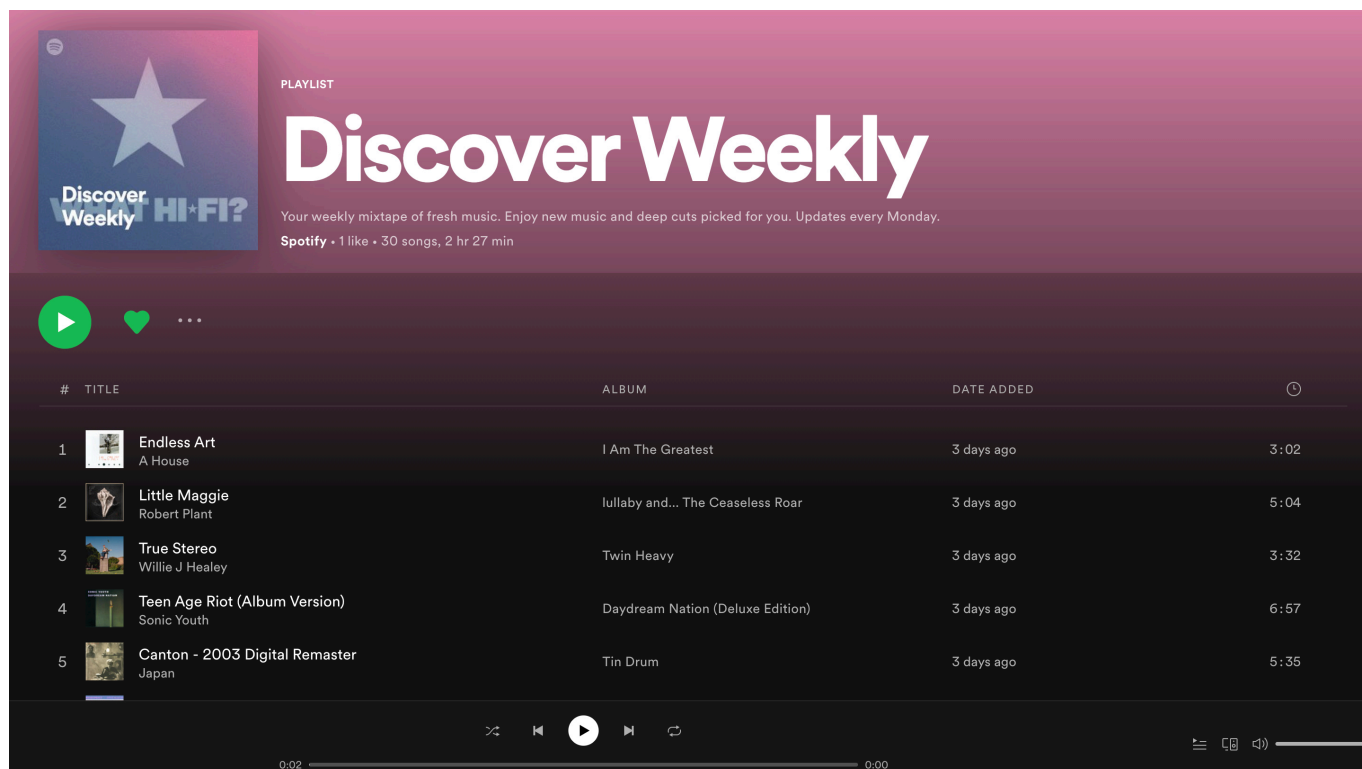 PLAYLIST
Discover Weekly
Discover
Weekly
WHAT HI★FI?
Your weekly mixtape of fresh music. Enjoy new music and deep cuts picked for you. Updates every Monday.
Spotify • 1 like • 30 songs, 2 hr 27 min
# TITLE ALBUM DATE ADDED
1 Endless Art I Am The Greatest 3 days ago 3:02
A House
2 Little Maggie lullaby and... The Ceaseless Roar 3 days ago 5:04
Robert Plant
3 True Stereo Twin Heavy 3 days ago 3:32
Willie J Healey
4 Teen Age Riot (Album Version) Daydream Nation (Deluxe Edition) 3 days ago 6:57
Sonic Youth
5 Canton - 2003 Digital Remaster Tin Drum 3 days ago 5:35
Japan
0:02 0:00